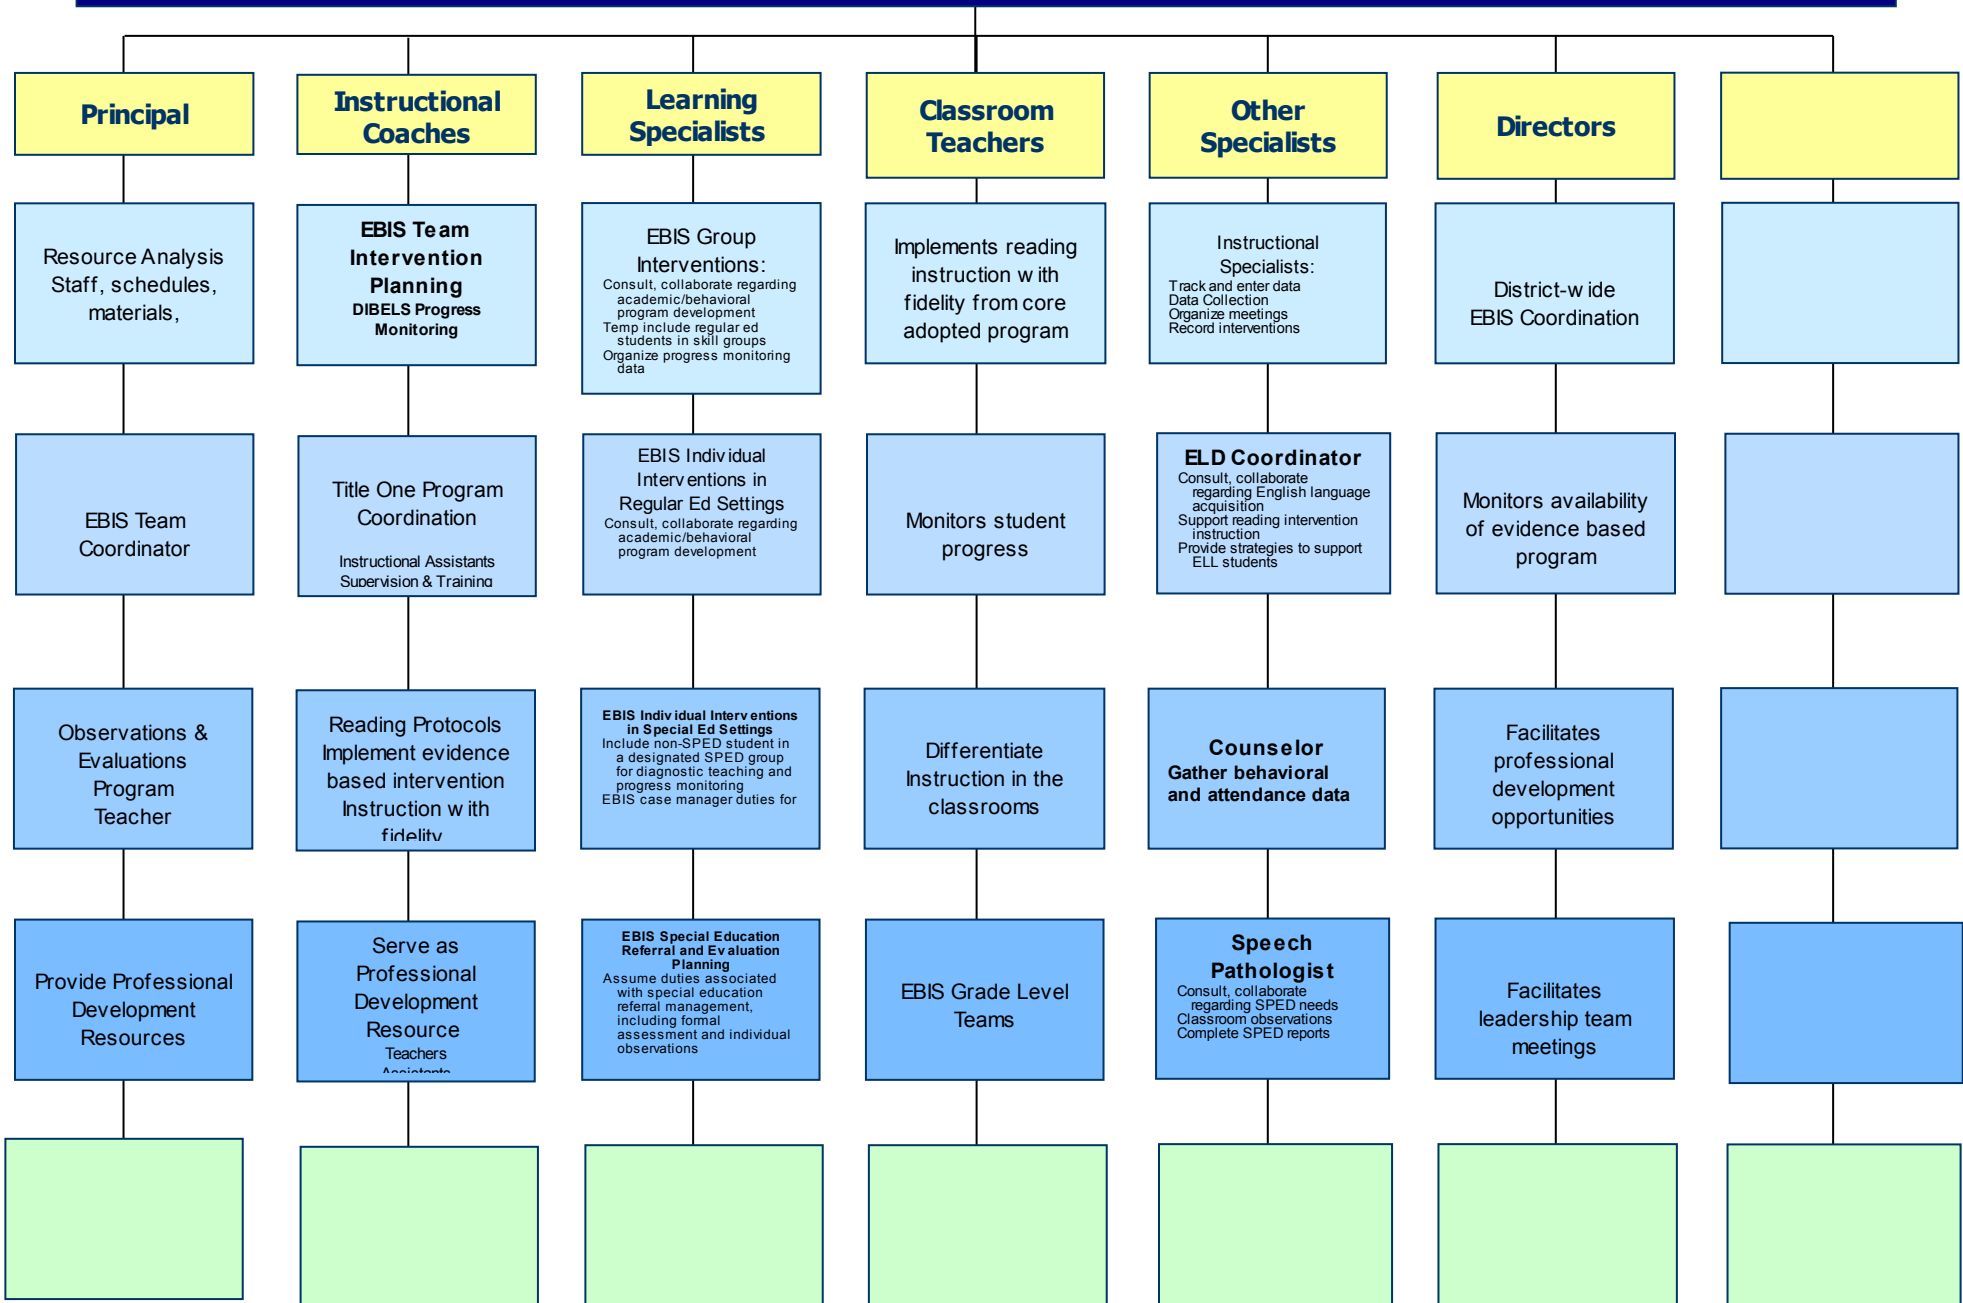 Principal
Instructional
Coaches
Learning
Specialists
Classroom
Teachers
Other
Specialists
Directors
Resource Analysis
Staff, schedules,
materials,
EBIS Team
Intervention
Planning
DIBELS Progress
Monitoring
EBIS Group
Interventions:
Consult, collaborate regarding
academic/behavioral
program development
Temp include regular ed
students in skill groups
Organize progress monitoring
data
Implements reading
instruction with
fidelity from core
adopted program
Instructional
Specialists:
Track and enter data
Data Collection
Organize meetings
Record interventions
District-wide
EBIS Coordination
EBIS Team
Coordinator
Title One Program
Coordination
Instructional Assistants
Supervision & Training
EBIS Individual
Interventions in
Regular Ed Settings
Consult, collaborate regarding
academic/behavioral
program development
Monitors student
progress
ELD Coordinator
Consult, collaborate
regarding English language
acquisition
Support reading intervention
instruction
Provide strategies to support
ELL students
Monitors availability
of evidence based
program
Observations &
Evaluations
Program
Teacher
Reading Protocols
Implement evidence
based intervention
Instruction with
fidelity
EBIS Individual Interventions
in Special Ed Settings
Include non-SPED student in
a designated SPED group
for diagnostic teaching and
progress monitoring
EBIS case manager duties for
Differentiate
Instruction in the
classrooms
Counselor
Gather behavioral
and attendance data
Facilitates
professional
development
opportunities
Provide Professional
Development
Resources
Serve as
Professional
Development
Resource
Teachers
Assistants
EBIS Special Education
Referral and Evaluation
Planning
Assume duties associated
with special education
referral management,
including formal
assessment and individual
observations
EBIS Grade Level
Teams
Speech
Pathologist
Consult, collaborate
regarding SPED needs
Classroom observations
Complete SPED reports
Facilitates
leadership team
meetings